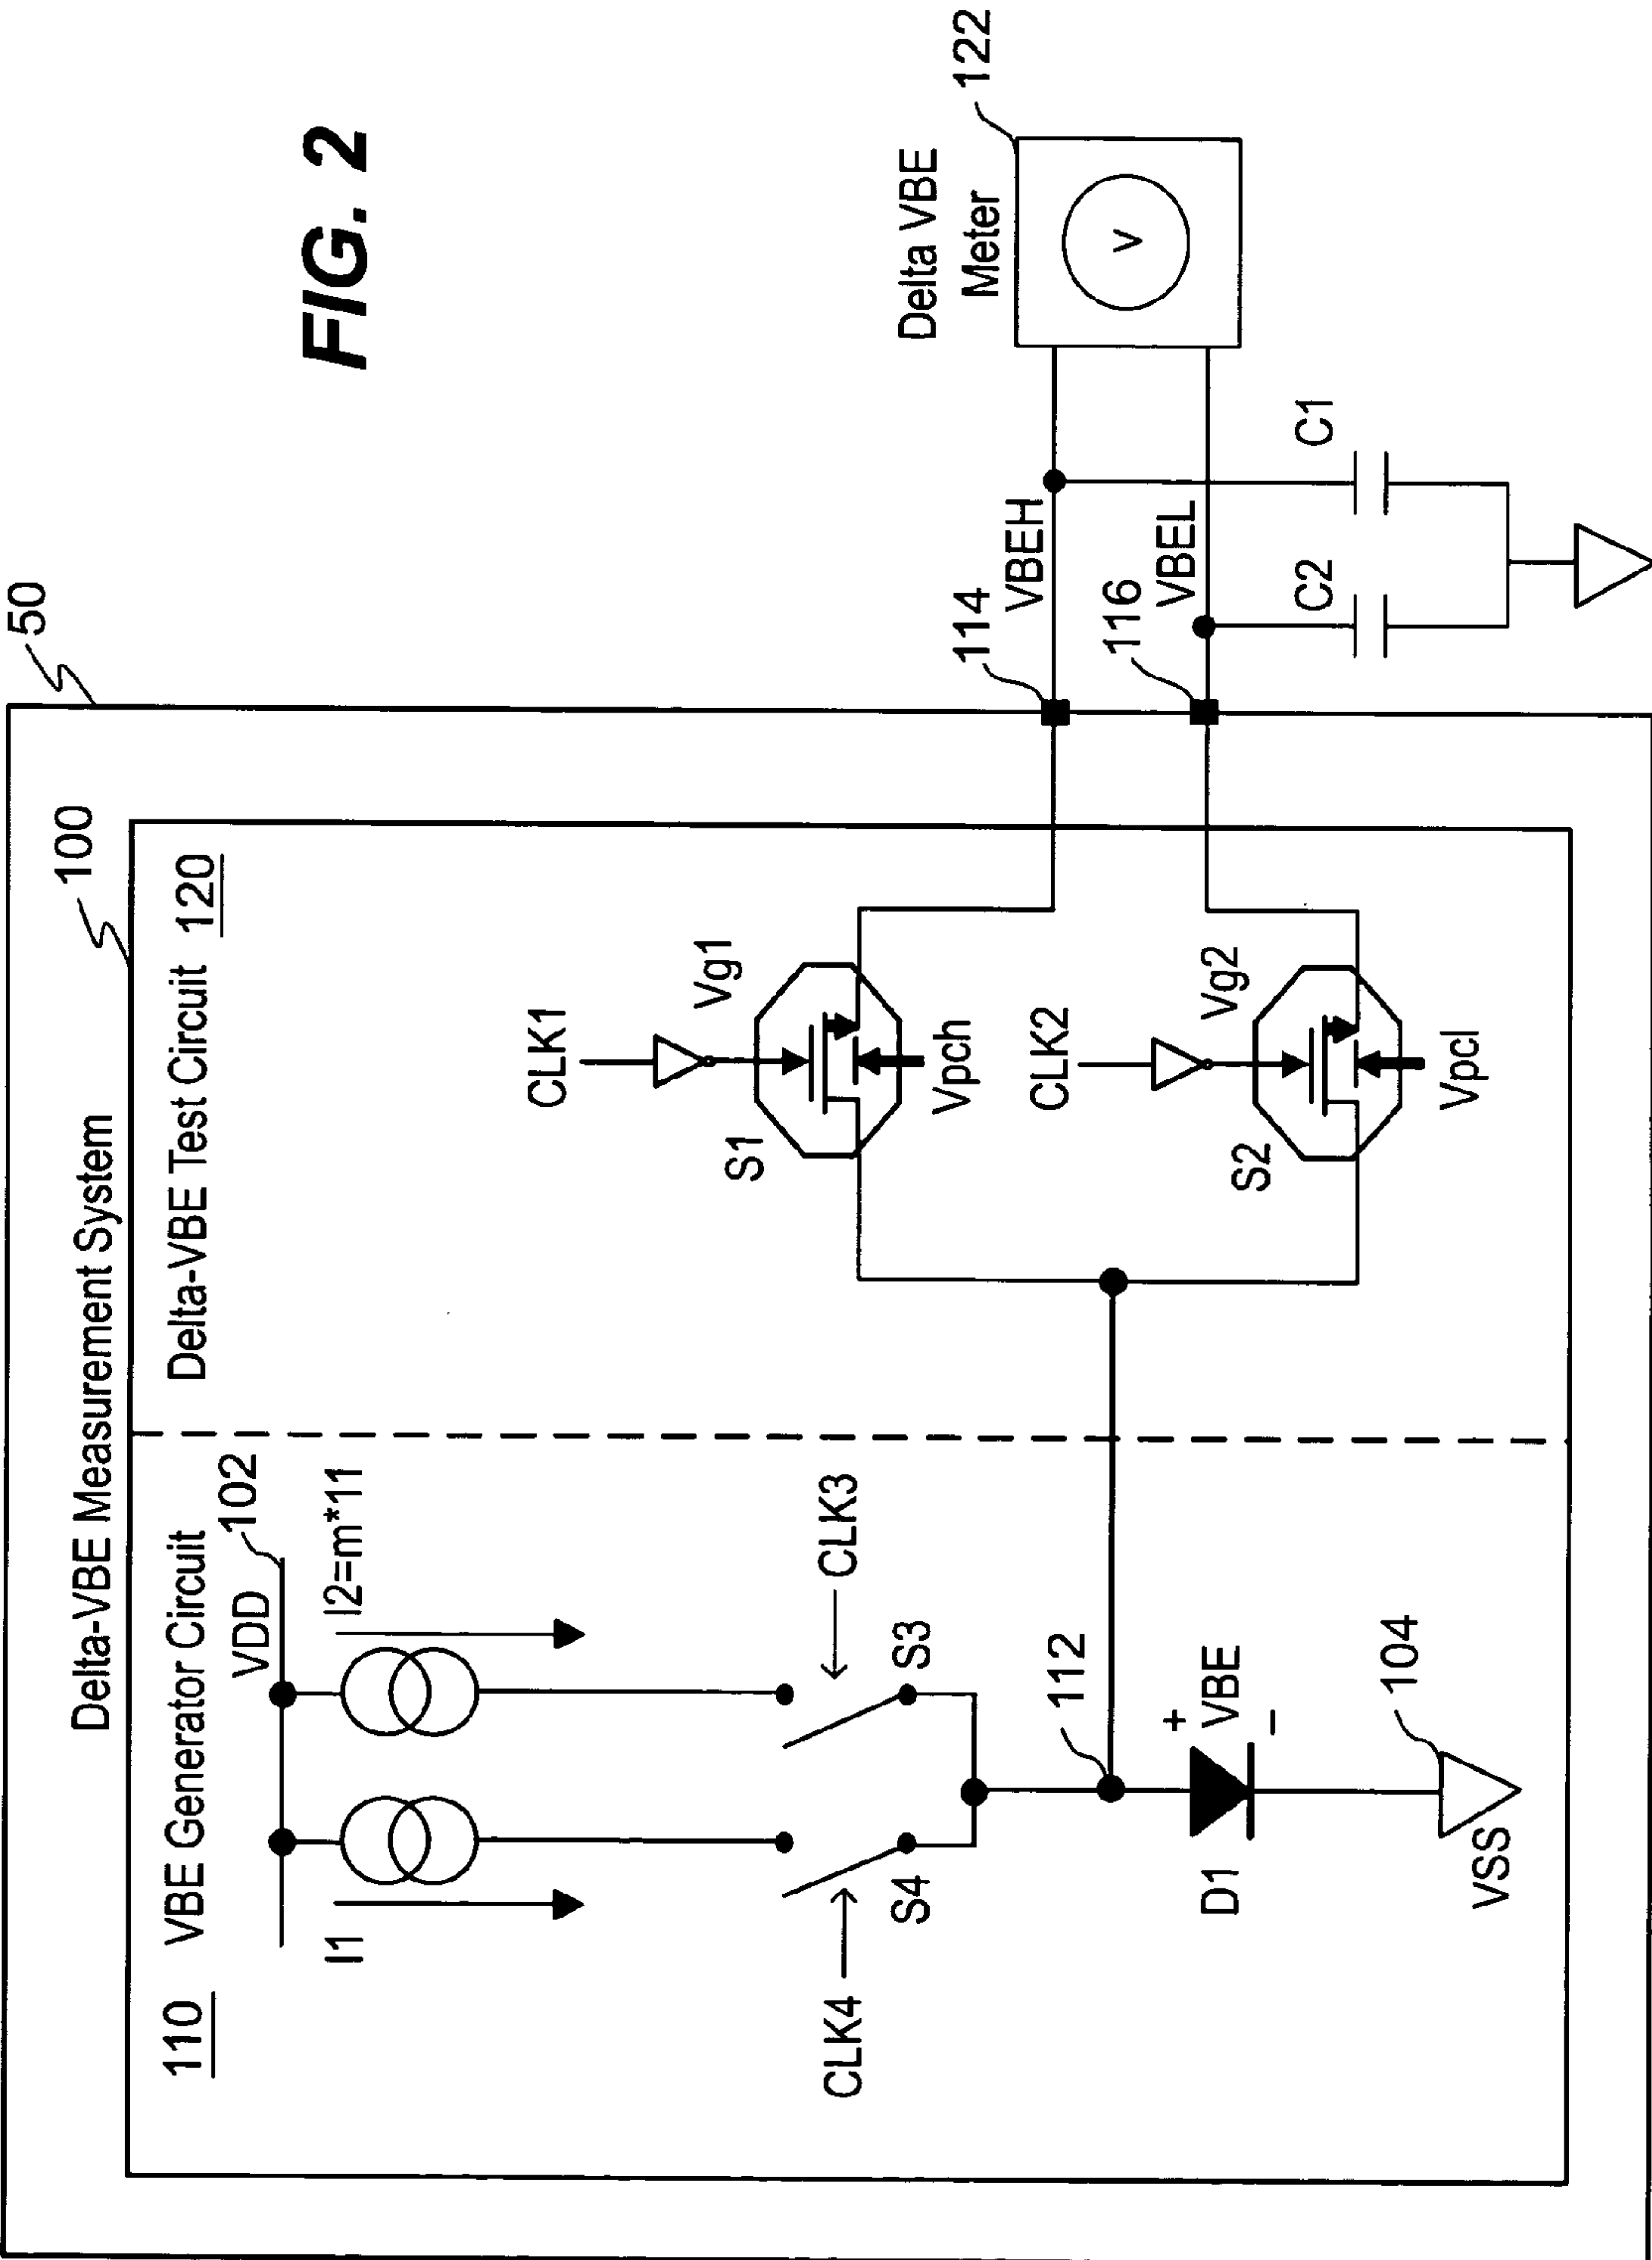 FIG. 2
50
Delta-VBE Measurement System
100
110 VBE Generator Circuit
Delta-VBE Test Circuit 120
VDD
102
I1
I2=m*11
CLK4
CLK3
S4
S3
112
D1
+
VBE
–
VSS
104
CLK1
S1
Vg1
Vpch
CLK2
S2
Vg2
Vpcl
114
VBEH
116
VBEL
C2
C1
Delta VBE
Meter
V
122